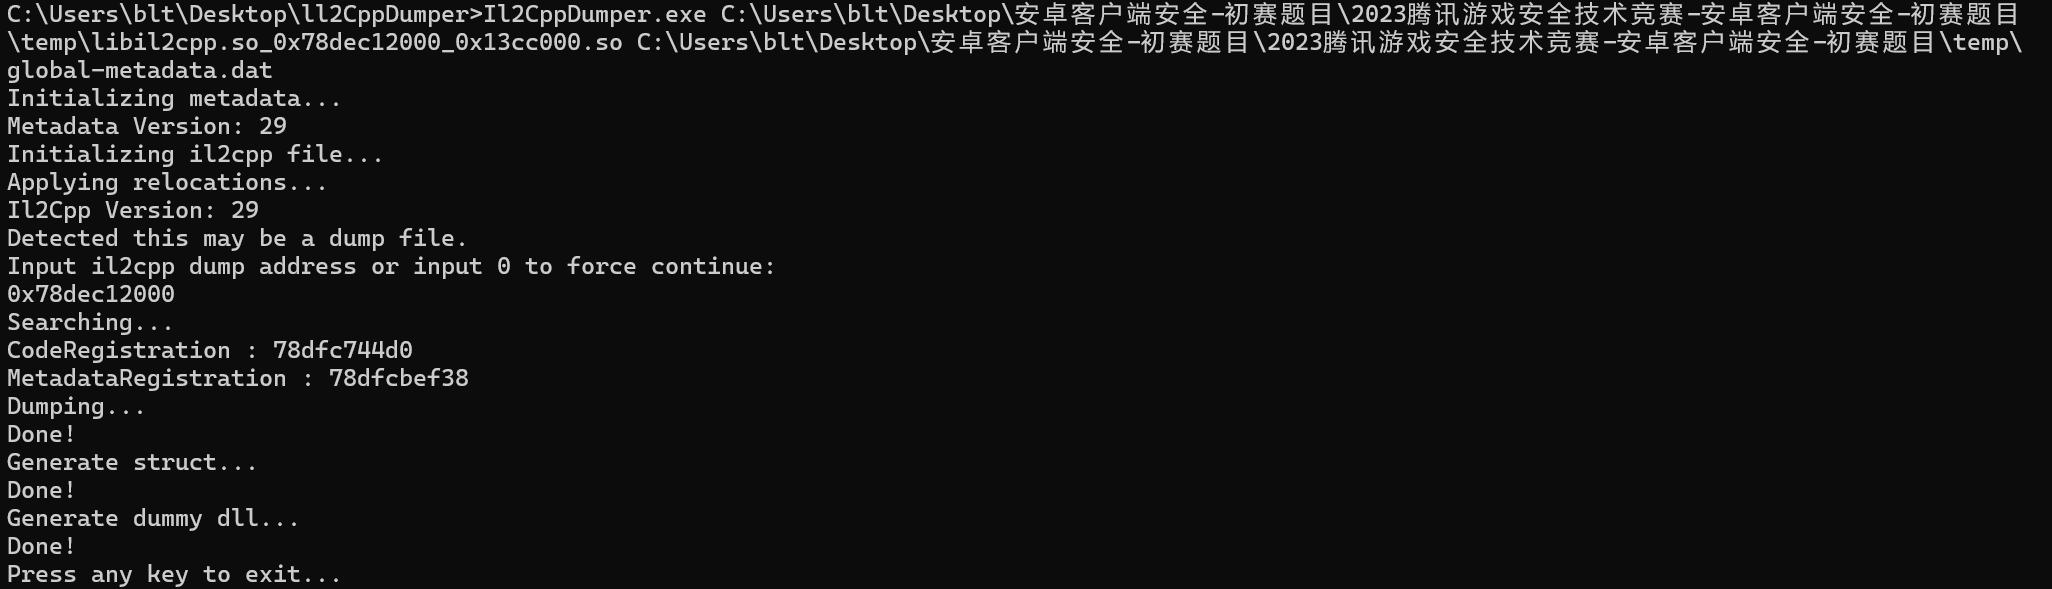 C:\Users\blt\Desktop\ll2CppDumper>Il2CppDumper.exe C:\Users\blt\Desktop\安卓客户端安全-初赛题目\2023腾讯游戏安全技术竞赛-安卓客户端安全-初赛题目
\temp\libil2cpp.so_0x78dec12000_0x13cc000.so C:\Users\blt\Desktop\安卓客户端安全-初赛题目\2023腾讯游戏安全技术竞赛-安卓客户端安全-初赛题目\temp\
global-metadata.dat
Initializing metadata...
Metadata Version: 29
Initializing il2cpp file...
Applying relocations...
Il2Cpp Version: 29
Detected this may be a dump file.
Input il2cpp dump address or input 0 to force continue:
0x78dec12000
Searching...
CodeRegistration : 78dfc744d0
MetadataRegistration : 78dfcbef38
Dumping...
Done!
Generate struct...
Done!
Generate dummy dll...
Done!
Press any key to exit...